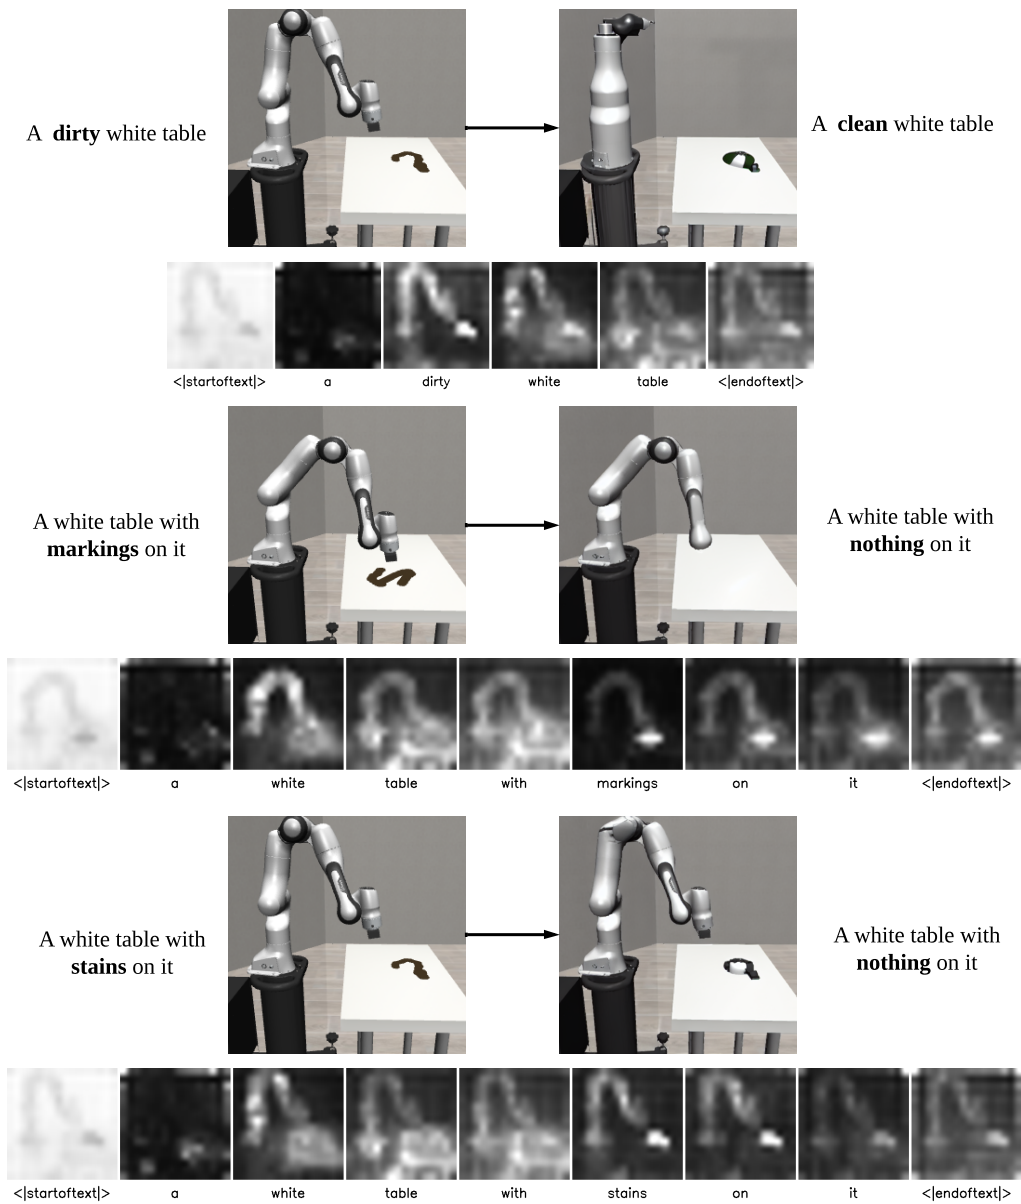 A dirty white table
A clean white table
<|startoftext|> a dirty white table <|endoftext|>
A white table with
markings on it
A white table with
nothing on it
<|startoftext|> a white table with markings on it <|endoftext|>
A white table with
stains on it
A white table with
nothing on it
<|startoftext|> a white table with stains on it <|endoftext|>